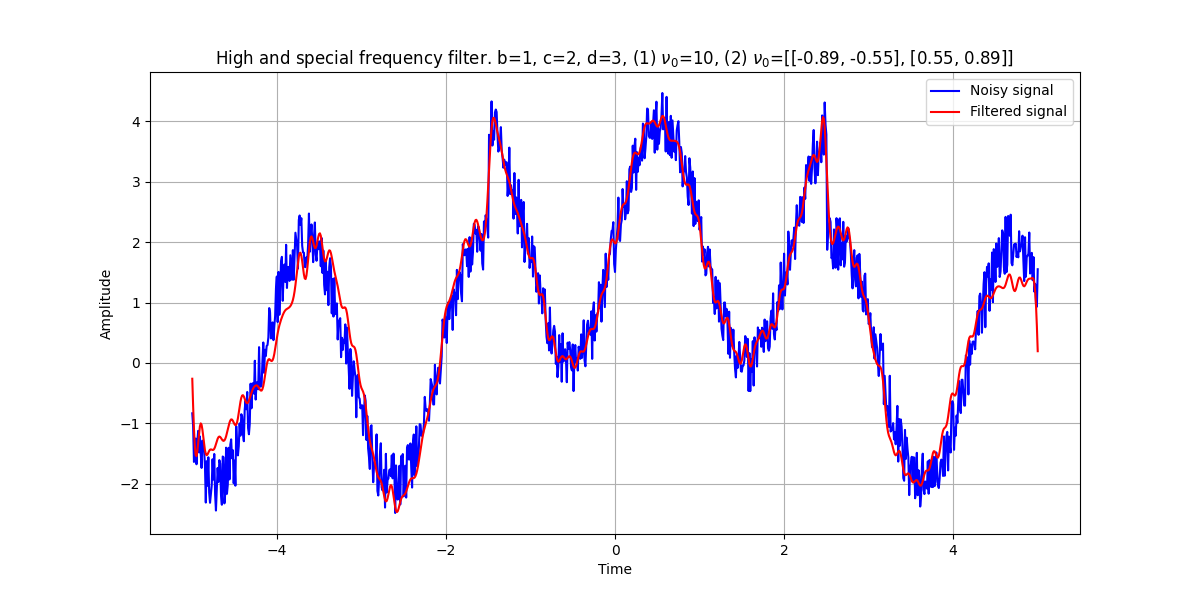 High and special frequency filter. b=1, c=2, d=3, (1) ν₀=10, (2) ν₀=[[-0.89, -0.55], [0.55, 0.89]]
Noisy signal
Filtered signal
4
3
2
1
0
−1
−2
Amplitude
−4 −2 0 2 4
Time